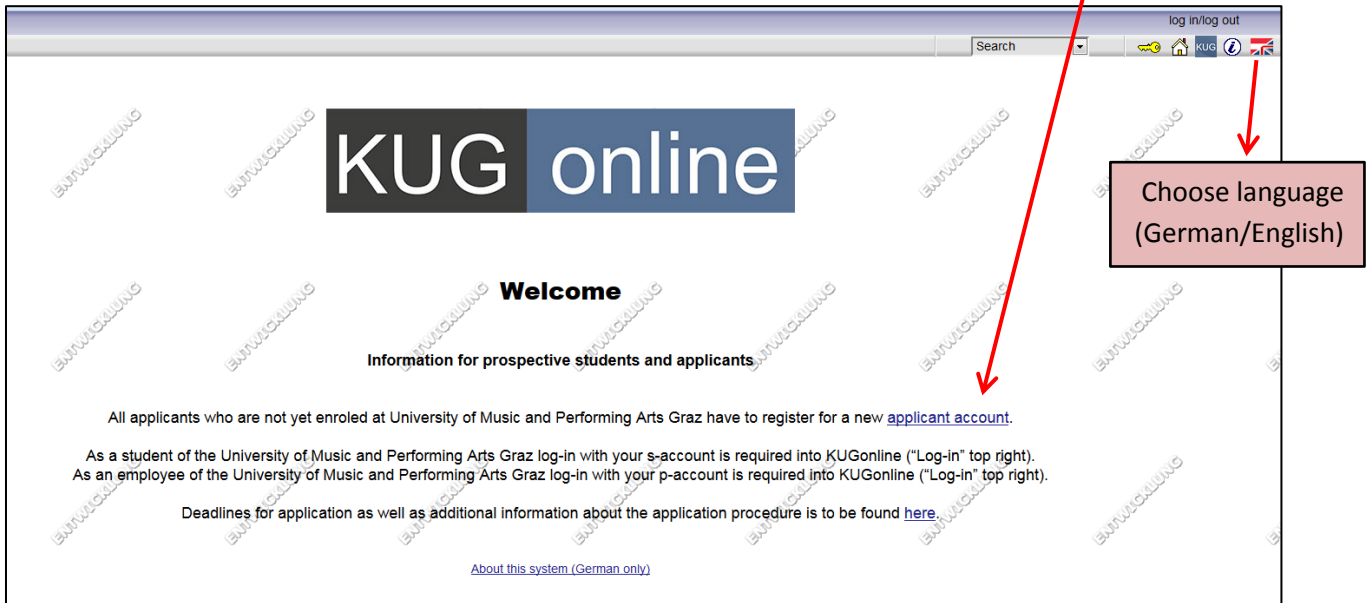 log in/log out
Search
KUG
KUG online
Choose language
(German/English)
Welcome
Information for prospective students and applicants
All applicants who are not yet enroled at University of Music and Performing Arts Graz have to register for a new applicant account.
As a student of the University of Music and Performing Arts Graz log-in with your s-account is required into KUGonline (“Log-in” top right).
As an employee of the University of Music and Performing Arts Graz log-in with your p-account is required into KUGonline (“Log-in” top right).
Deadlines for application as well as additional information about the application procedure is to be found here.
About this system (German only)
ENTWICKLUNG